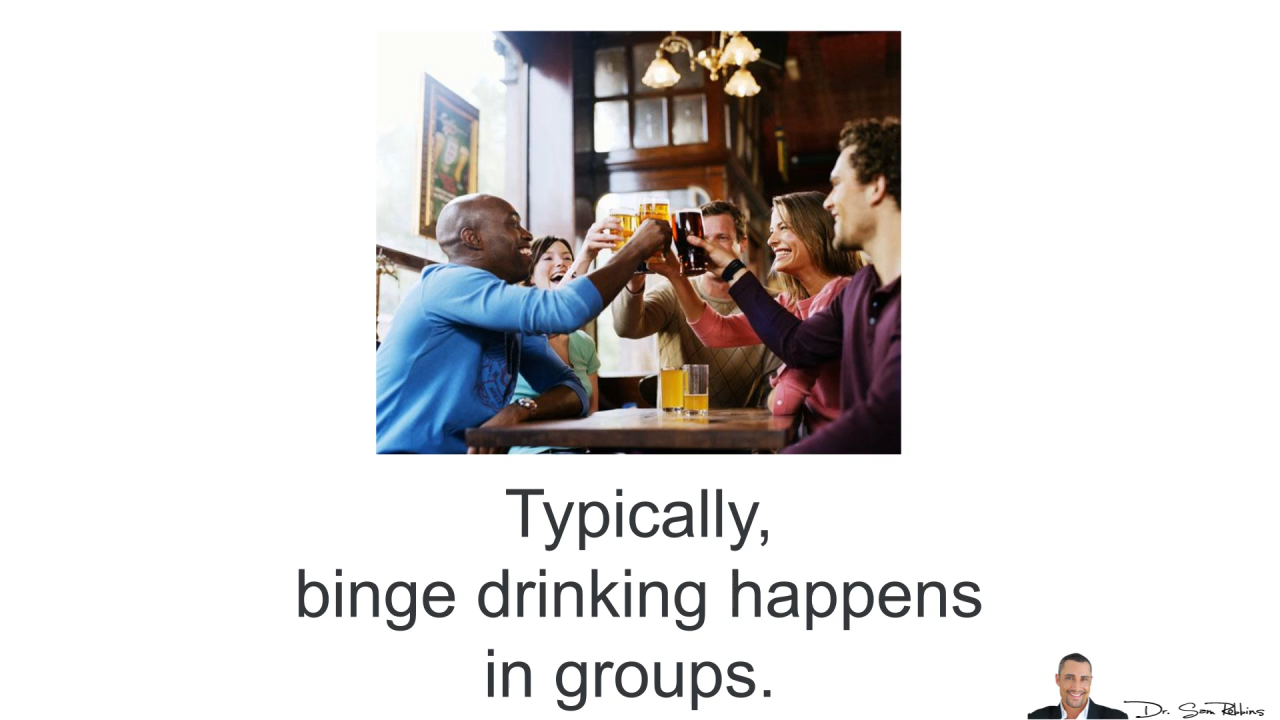 Typically,
binge drinking happens
in groups.
Dr. Sam Robbins